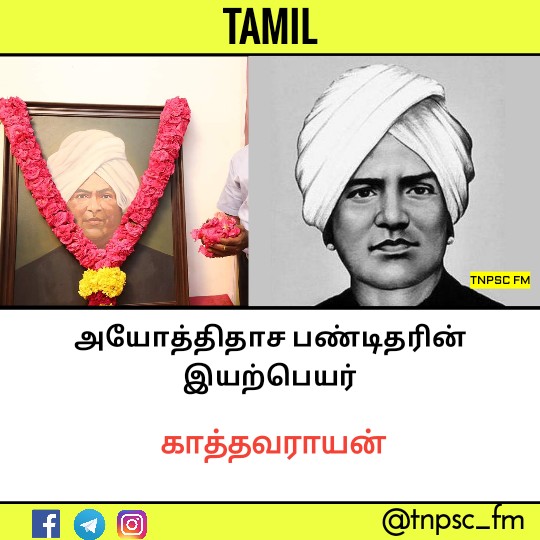 TAMIL
TNPSC FM
அயோத்திதாச பண்டிதரின்
இயற்பெயர்
காத்தவராயன்
@tnpsc_fm